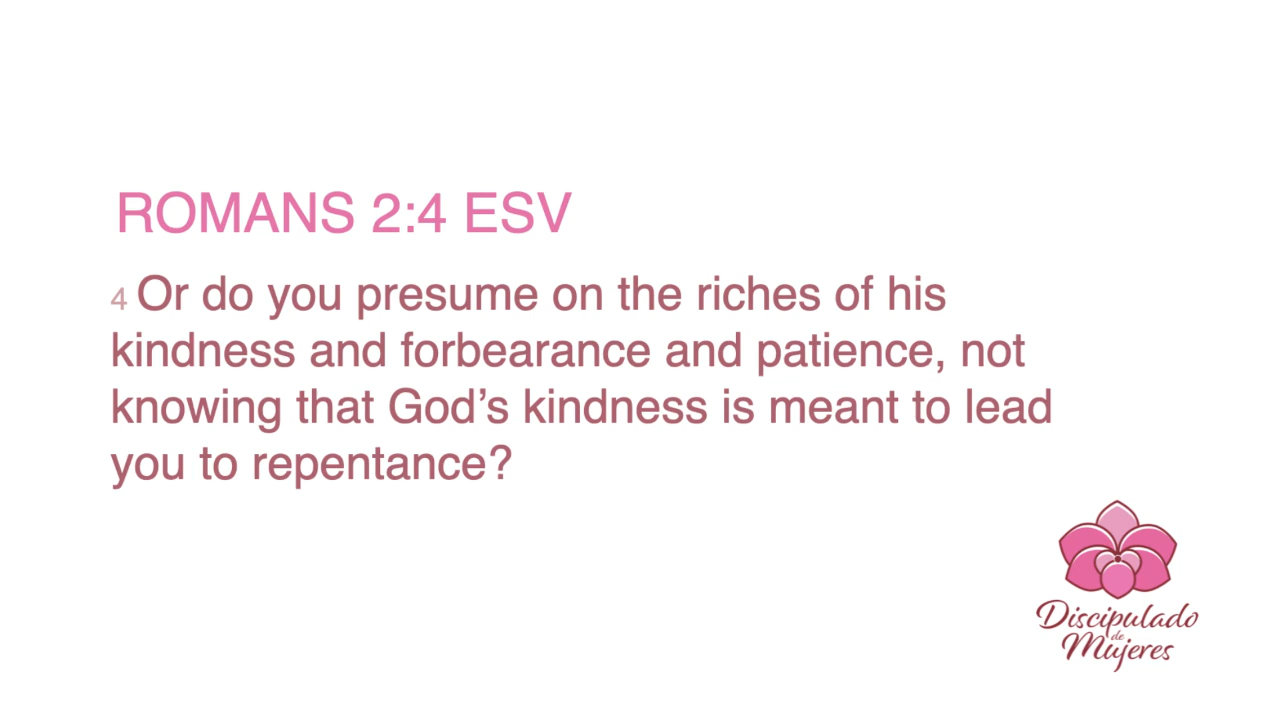 ROMANS 2:4 ESV
4 Or do you presume on the riches of his
kindness and forbearance and patience, not
knowing that God’s kindness is meant to lead
you to repentance?
Discipulado
de
Mujeres